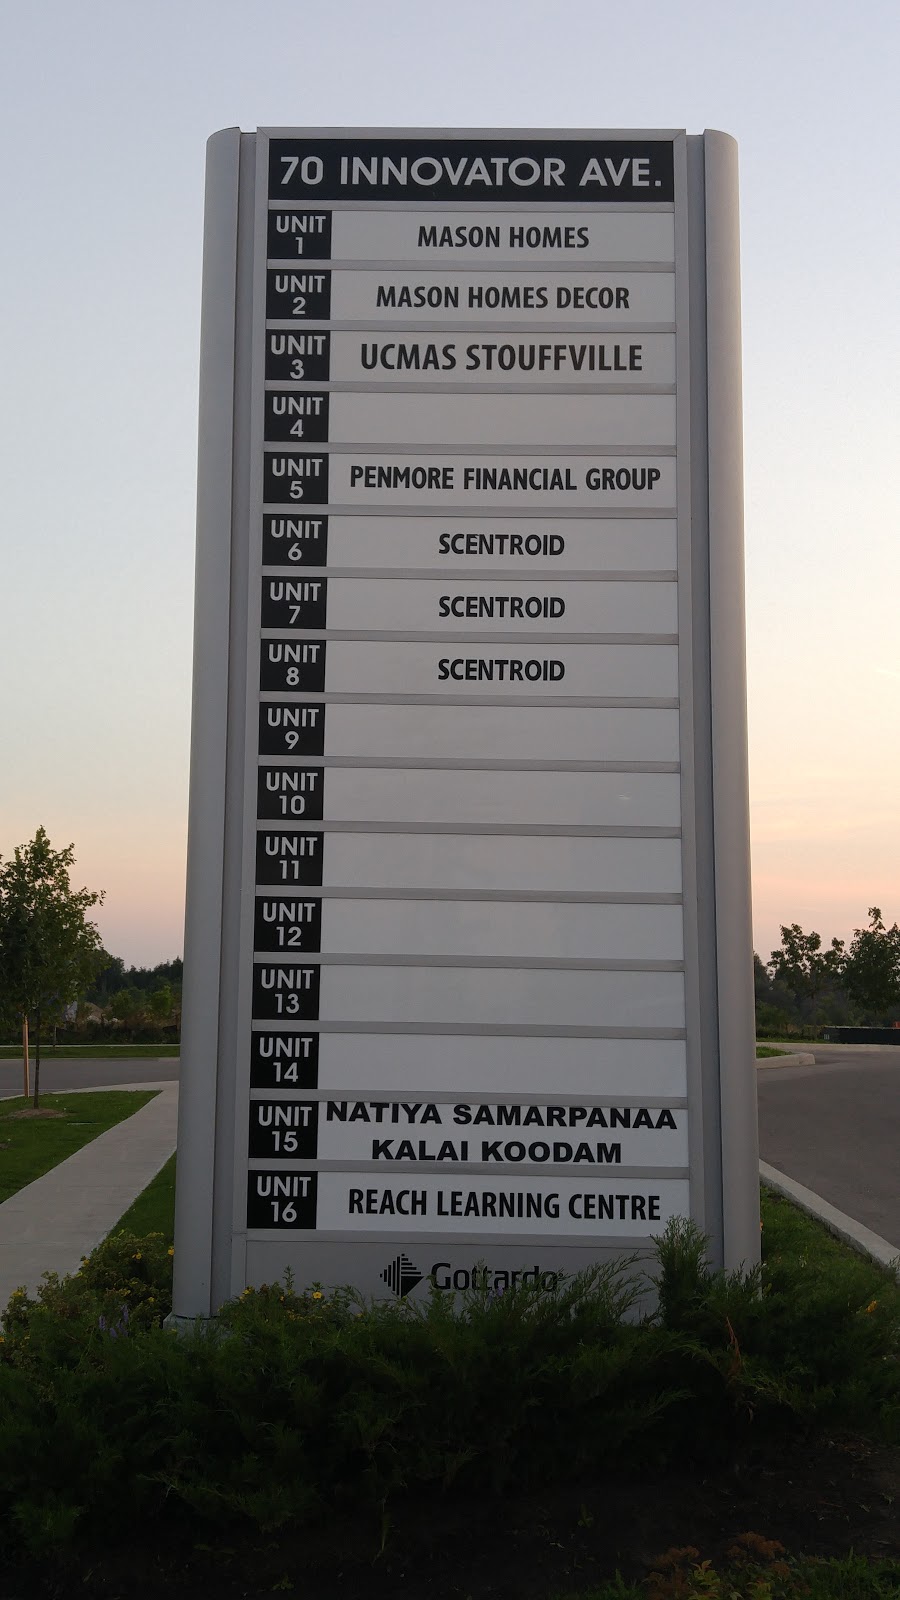 70 INNOVATOR AVE.
UNIT
1
MASON HOMES
UNIT
2
MASON HOMES DECOR
UNIT
3
UCMAS STOUFFVILLE
UNIT
4
UNIT
5
PENMORE FINANCIAL GROUP
UNIT
6
SCENTROID
UNIT
7
SCENTROID
UNIT
8
SCENTROID
UNIT
9
UNIT
10
UNIT
11
UNIT
12
UNIT
13
UNIT
14
UNIT
15
NATIYA SAMARPANAA
KALAI KOODAM
UNIT
16
REACH LEARNING CENTRE
Gottardo